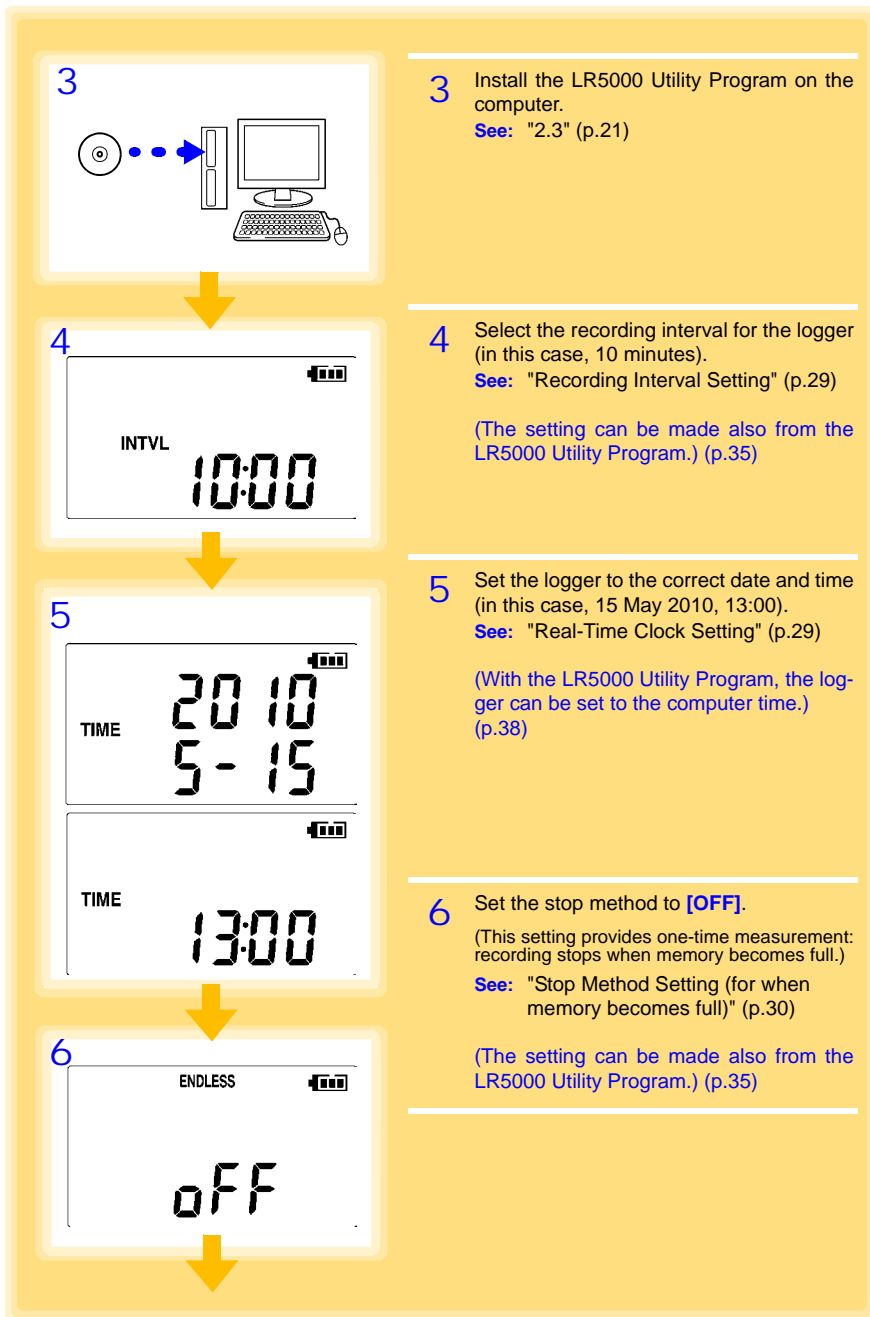 3
3
Install the LR5000 Utility Program on the
computer.
See: "2.3" (p.21)
4
INTVL
10:00
4
Select the recording interval for the logger
(in this case, 10 minutes).
See: "Recording Interval Setting" (p.29)
(The setting can be made also from the
LR5000 Utility Program.) (p.35)
5
TIME
2010
5-15
TIME
13:00
5
Set the logger to the correct date and time
(in this case, 15 May 2010, 13:00).
See: "Real-Time Clock Setting" (p.29)
(With the LR5000 Utility Program, the log-
ger can be set to the computer time.)
(p.38)
6
ENDLESS
oFF
6
Set the stop method to [OFF].
(This setting provides one-time measurement:
recording stops when memory becomes full.)
See: "Stop Method Setting (for when
memory becomes full)" (p.30)
(The setting can be made also from the
LR5000 Utility Program.) (p.35)